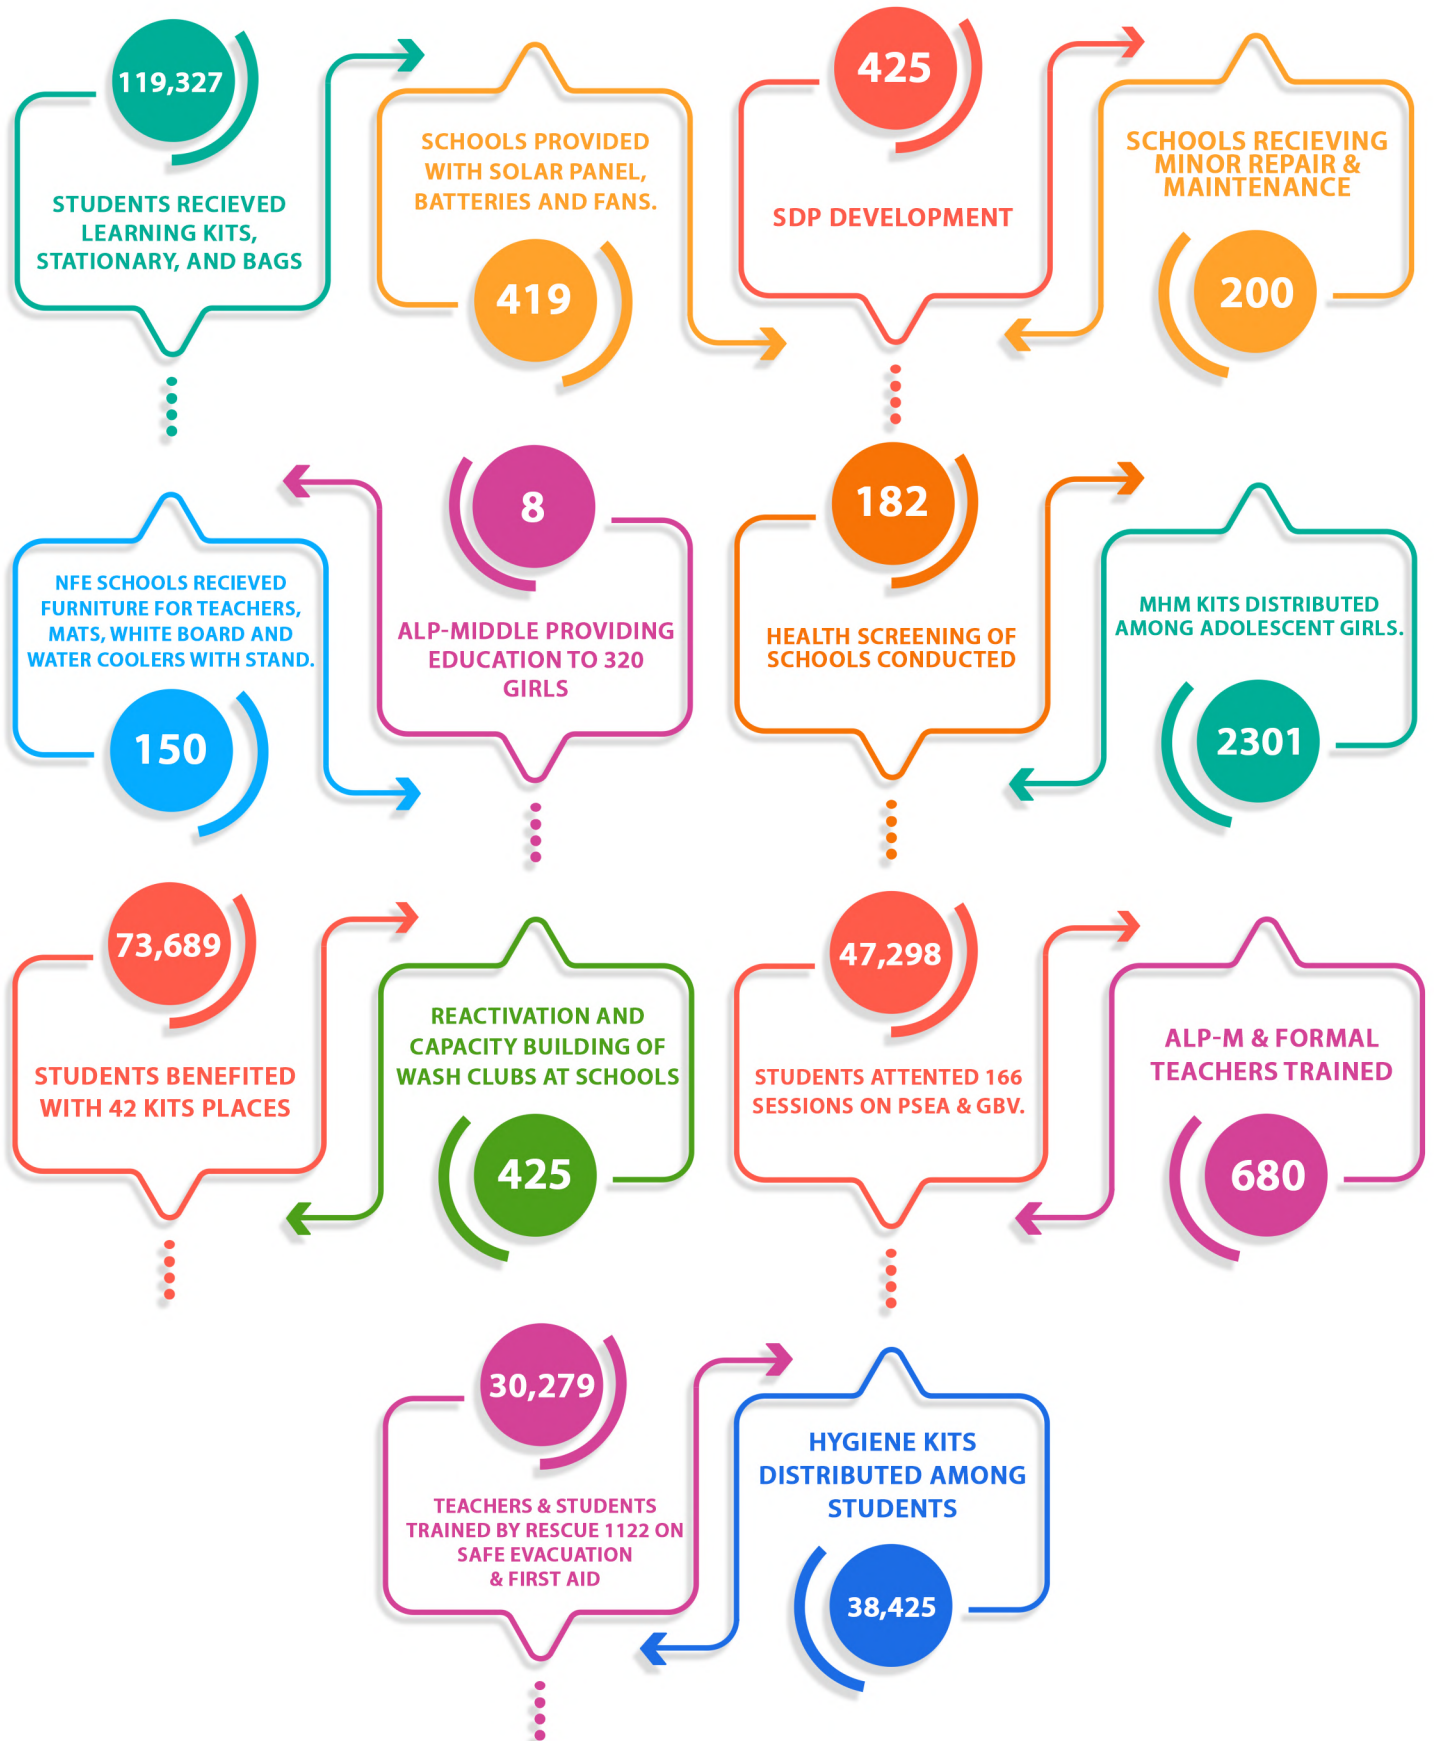 119,327
STUDENTS RECIEVED
LEARNING KITS,
STATIONARY, AND BAGS
SCHOOLS PROVIDED
WITH SOLAR PANEL,
BATTERIES AND FANS.
419
425
SDP DEVELOPMENT
SCHOOLS RECIEVING
MINOR REPAIR &
MAINTENANCE
200
NFE SCHOOLS RECIEVED
FURNITURE FOR TEACHERS,
MATS, WHITE BOARD AND
WATER COOLERS WITH STAND.
150
8
ALP-MIDDLE PROVIDING
EDUCATION TO 320
GIRLS
182
HEALTH SCREENING OF
SCHOOLS CONDUCTED
MHM KITS DISTRIBUTED
AMONG ADOLESCENT GIRLS.
2301
73,689
STUDENTS BENEFITED
WITH 42 KITS PLACES
REACTIVATION AND
CAPACITY BUILDING OF
WASH CLUBS AT SCHOOLS
425
47,298
STUDENTS ATTENTED 166
SESSIONS ON PSEA & GBV.
ALP-M & FORMAL
TEACHERS TRAINED
680
30,279
TEACHERS & STUDENTS
TRAINED BY RESCUE 1122 ON
SAFE EVACUATION
& FIRST AID
HYGIENE KITS
DISTRIBUTED AMONG
STUDENTS
38,425